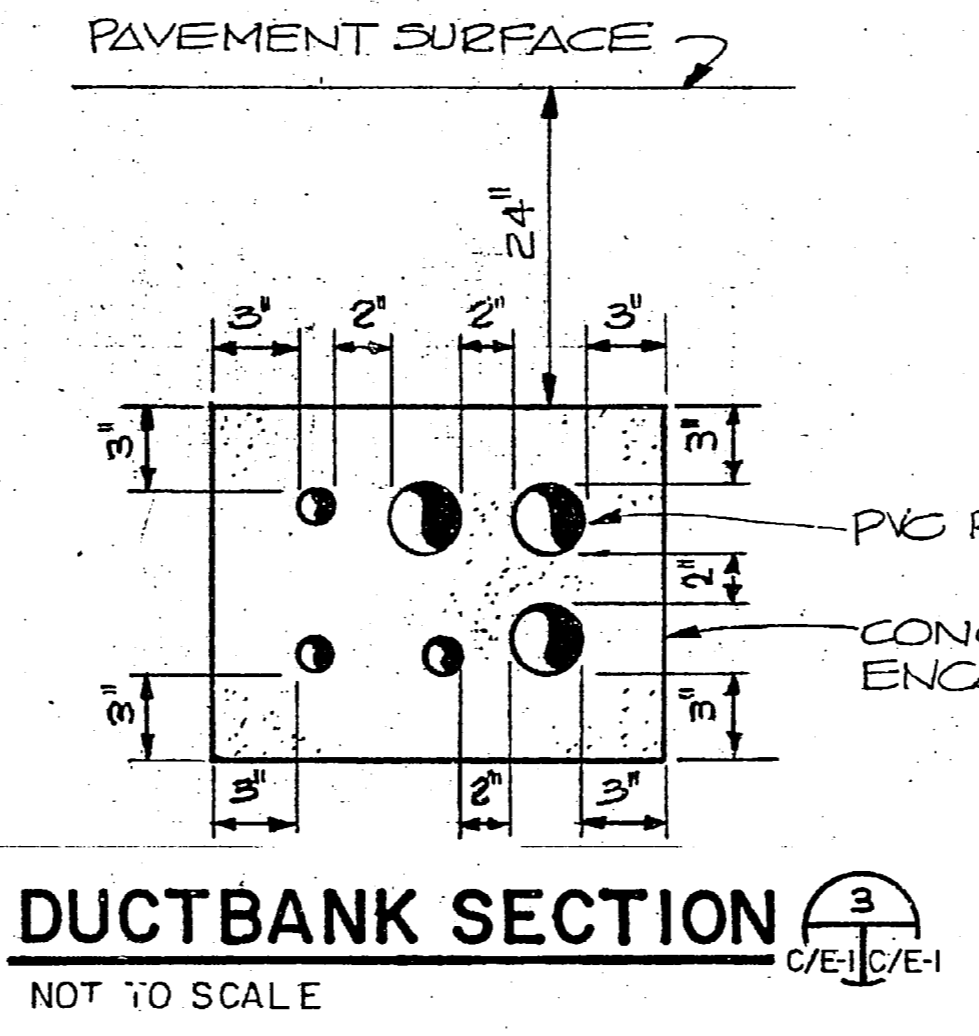 PAVEMENT SURFACE
24"
3" 2" 2" 3"
3" 3"
PVC
2"
3" 3"
3" 2" 3"
DUCTBANK SECTION
3
C/E-1 C/E-1
NOT TO SCALE